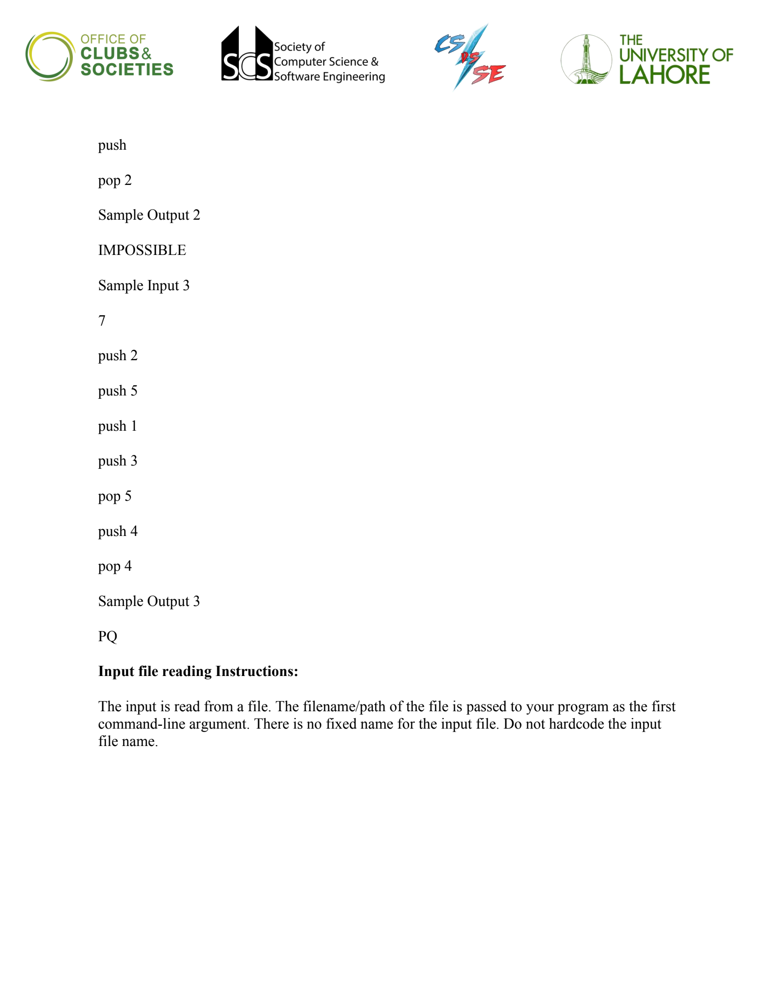 OFFICE OF
CLUBS&
SOCIETIES
SCS
Society of
Computer Science &
Software Engineering
CS
VS
SE
THE
UNIVERSITY OF
LAHORE
push
pop 2
Sample Output 2
IMPOSSIBLE
Sample Input 3
7
push 2
push 5
push 1
push 3
pop 5
push 4
pop 4
Sample Output 3
PQ
Input file reading Instructions:
The input is read from a file. The filename/path of the file is passed to your program as the first
command-line argument. There is no fixed name for the input file. Do not hardcode the input
file name.